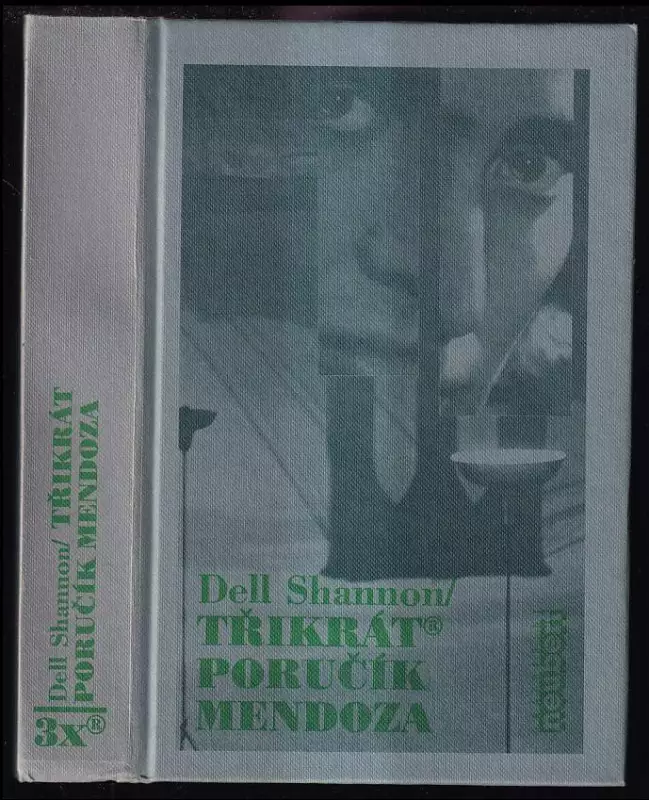 Dell Shannon/ TŘIKRÁT
PORUČÍK MENDOZA
3x®
Dell Shannon/
TŘIKRÁT®
PORUČÍK
MENDOZA